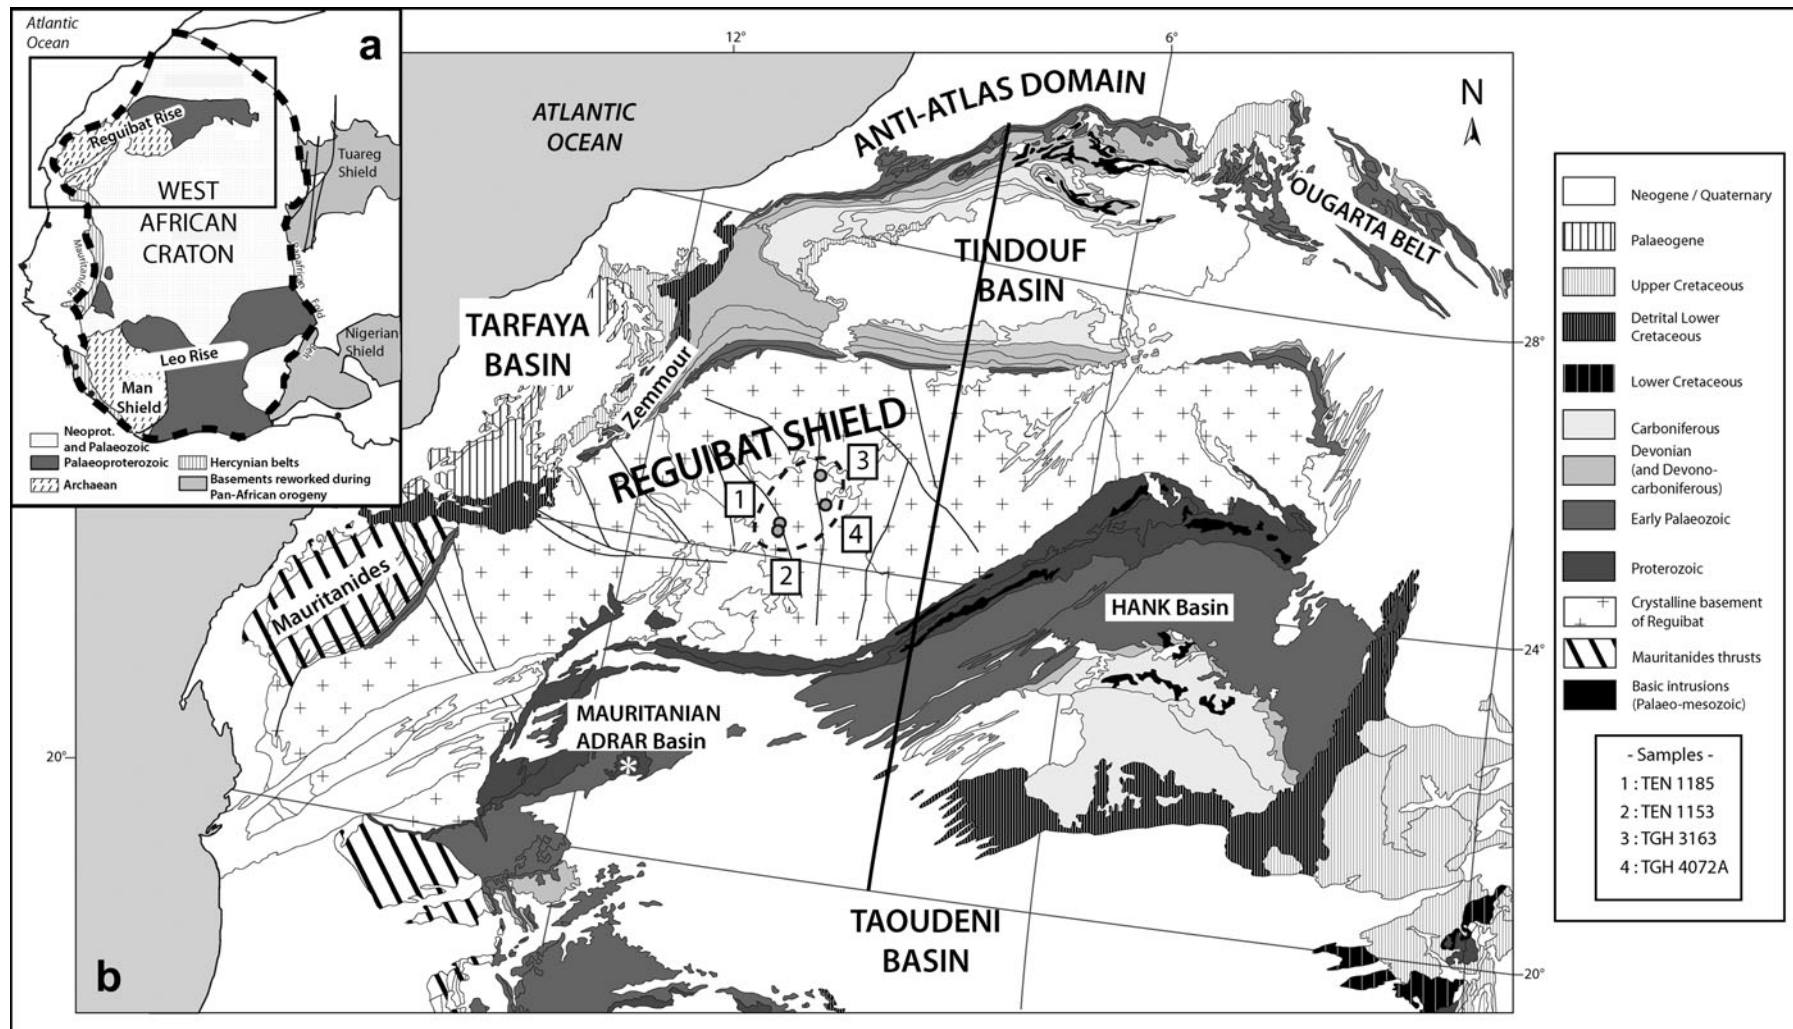 Atlantic
Ocean
a
Reguibat Rise
Tuareg
Shield
WEST
AFRICAN
CRATON
Mauritanides
Panafrican
Fold
belt
Nigerian
Shield
Leo Rise
Man
Shield
Neoprot.
and Palaeozoic
Palaeoproterozoic
Archaean
Hercynian belts
Basements reworked during
Pan-African orogeny
12°
6°
N
ATLANTIC
OCEAN
ANTI-ATLAS DOMAIN
OUGARTA BELT
TINDOUF
BASIN
TARFAYA
BASIN
Zemmour
28°
REGUIBAT SHIELD
3
1
4
2
Mauritanides
HANK Basin
24°
MAURITANIAN
ADRAR Basin
*
20°
TAOUDENI
BASIN
20°
b
Neogene / Quaternary
Palaeogene
Upper Cretaceous
Detrital Lower
Cretaceous
Lower Cretaceous
Carboniferous
Devonian
(and Devono-
carboniferous)
Early Palaeozoic
Proterozoic
Crystalline basement
of Reguibat
Mauritanides thrusts
Basic intrusions
(Palaeo-mesozoic)
- Samples -
1 : TEN 1185
2 : TEN 1153
3 : TGH 3163
4 : TGH 4072A